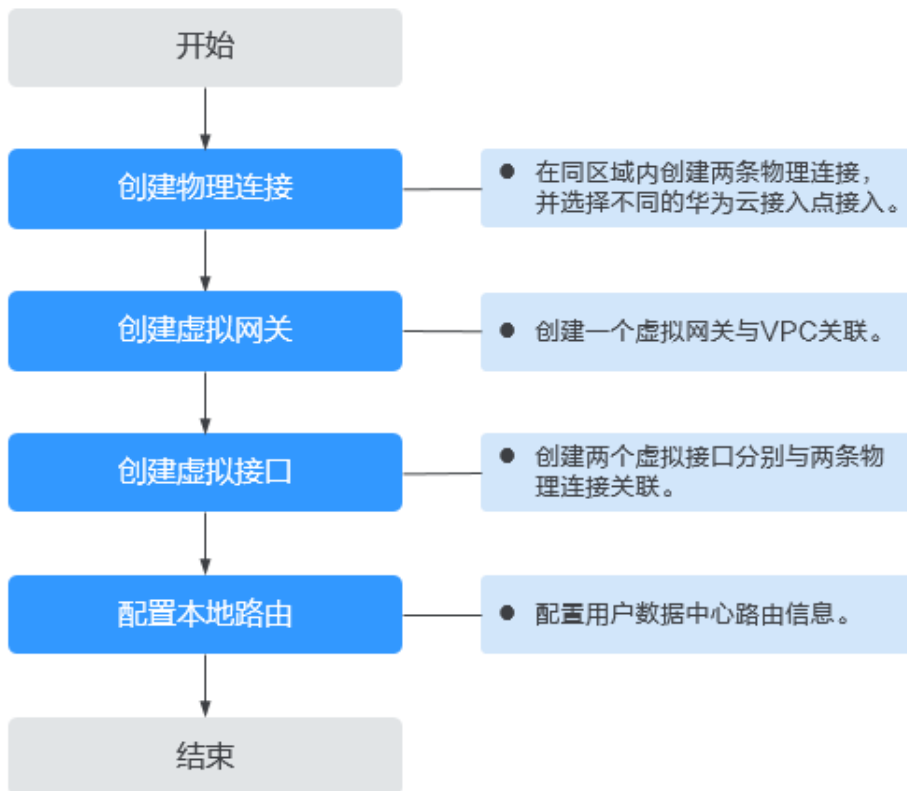 开始
创建物理连接
● 在同区域内创建两条物理连接，
并选择不同的华为云接入点接入。
创建虚拟网关
● 创建一个虚拟网关与VPC关联。
创建虚拟接口
● 创建两个虚拟接口分别与两条物
理连接关联。
配置本地路由
● 配置用户数据中心路由信息。
结束